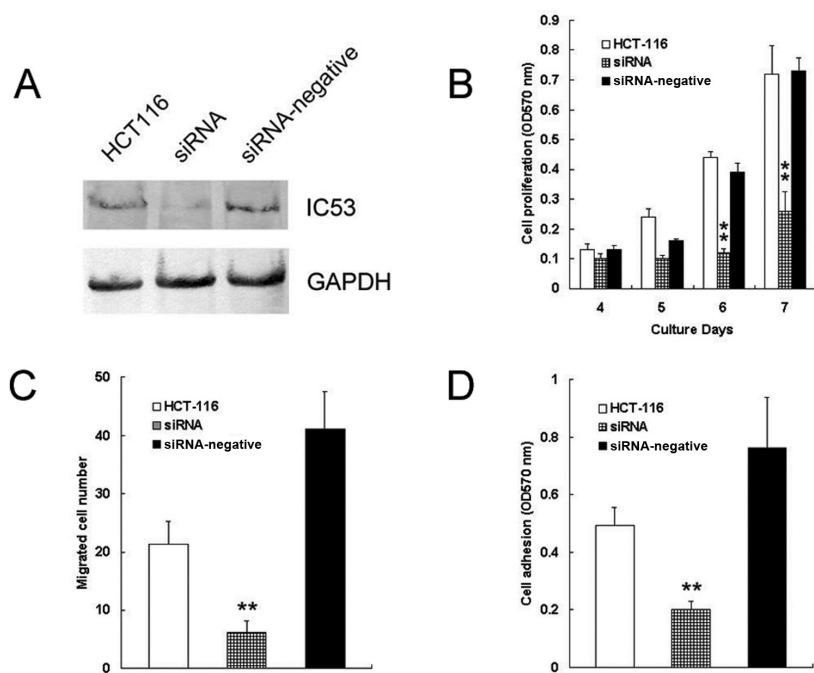 A
HCT116
siRNA
siRNA-negative
IC53
GAPDH
B
Cell proliferation (OD570 nm)
0.9
0.8
0.7
0.6
0.5
0.4
0.3
0.2
0.1
0
HCT-116
siRNA
siRNA-negative
**
**
4 5 6 7
Culture Days
C
Migrated cell number
50
40
30
20
10
0
HCT-116
siRNA
siRNA-negative
**
D
Cell adhesion (OD570 nm)
1
0.8
0.6
0.4
0.2
0
HCT-116
siRNA
siRNA-negative
**